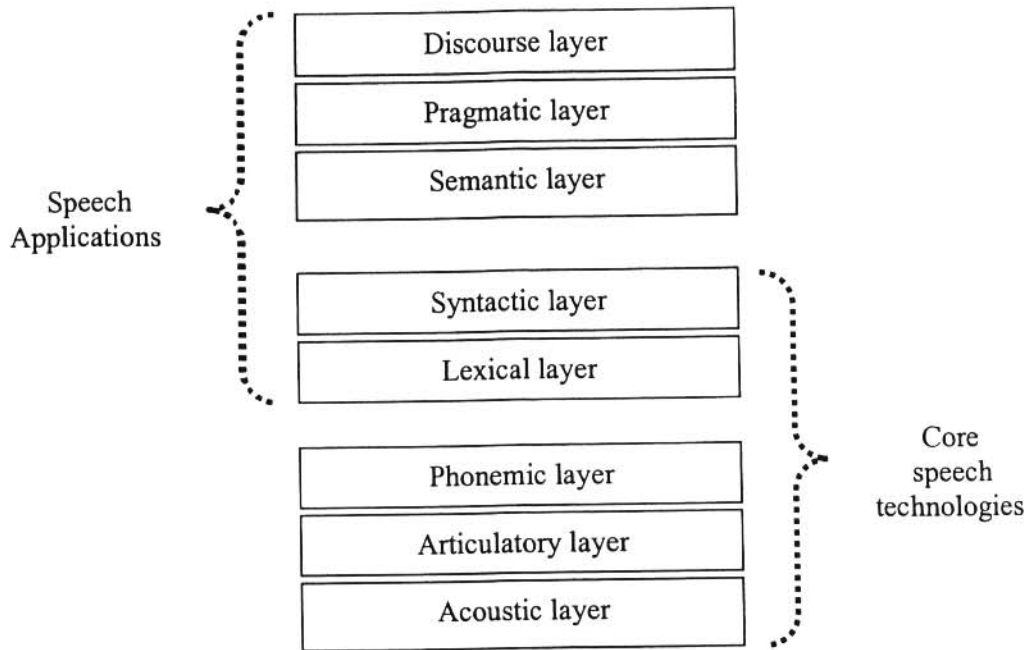 Discourse layer
Pragmatic layer
Semantic layer
Speech
Applications
Syntactic layer
Lexical layer
Phonemic layer
Articulatory layer
Acoustic layer
Core
speech
technologies